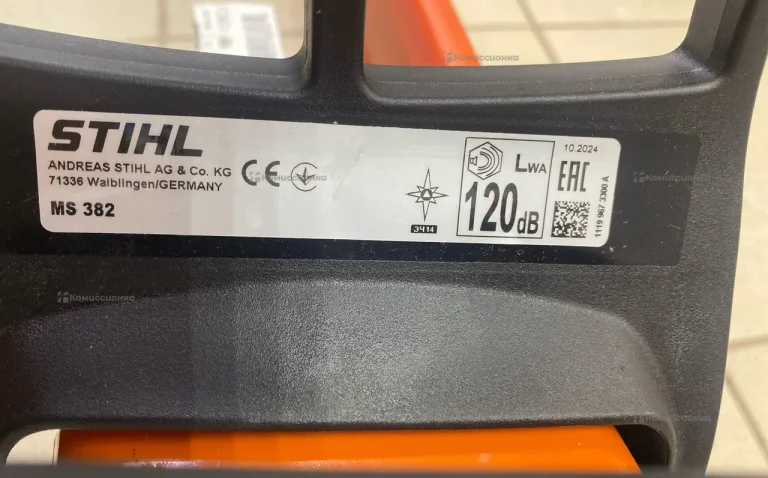 Комиссионка
STIHL
ANDREAS STIHL AG & Co. KG
71336 Waiblingen/GERMANY
MS 382
CE
ЭЧ14
LWA
120dB
10.2024
EAC
1119 967 3300 A
Комиссионка
Комиссионка
Комиссионка